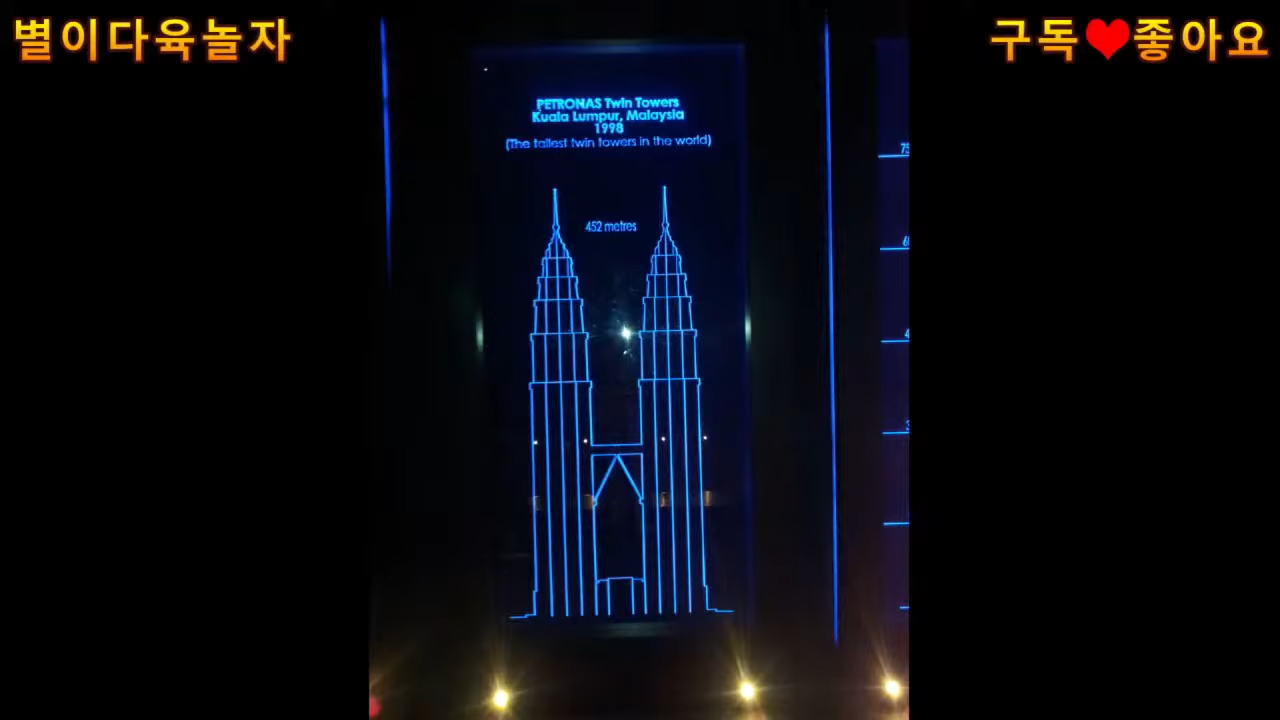 별이다육놀자
구독❤좋아요
PETRONAS Twin Towers
Kuala Lumpur, Malaysia
1998
(The tallest twin towers in the world)
452 metres